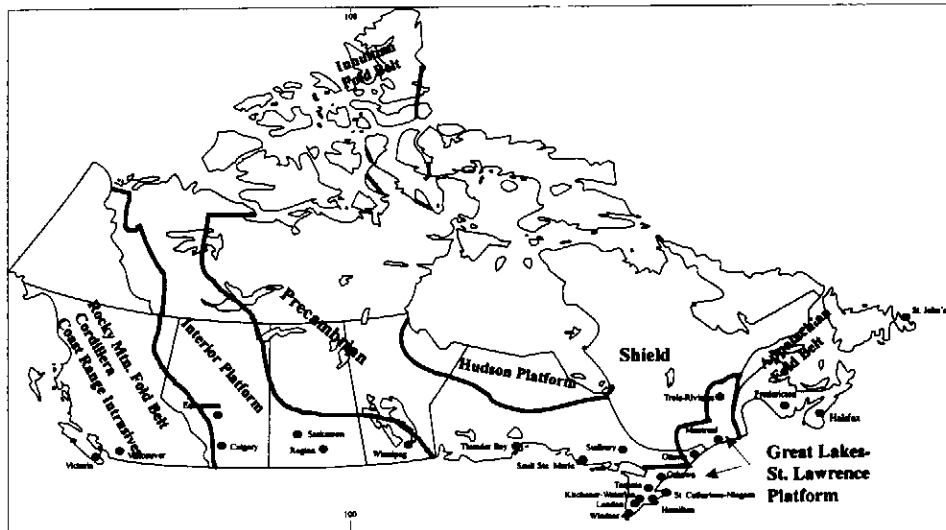 100
Innuitian
Fold Belt
Rocky Mtn. Fold Belt
Cordillera
Coast Range Intrusives
Interior Platform
Precambrian
Hudson Platform
Shield
Appalachian
Fold Belt
St. John's
Trois-Rivières
Fredericton
Halifax
Montreal
Ottawa
Oshawa
Great Lakes-
St. Lawrence
Platform
Calgary
Saskatoon
Regina
Winnipeg
Thunder Bay
Sudbury
Sault Ste. Marie
Victoria
Vancouver
Toronto
Kitchener-Waterloo
St. Catharines-Niagara
London
Hamilton
Windsor
100